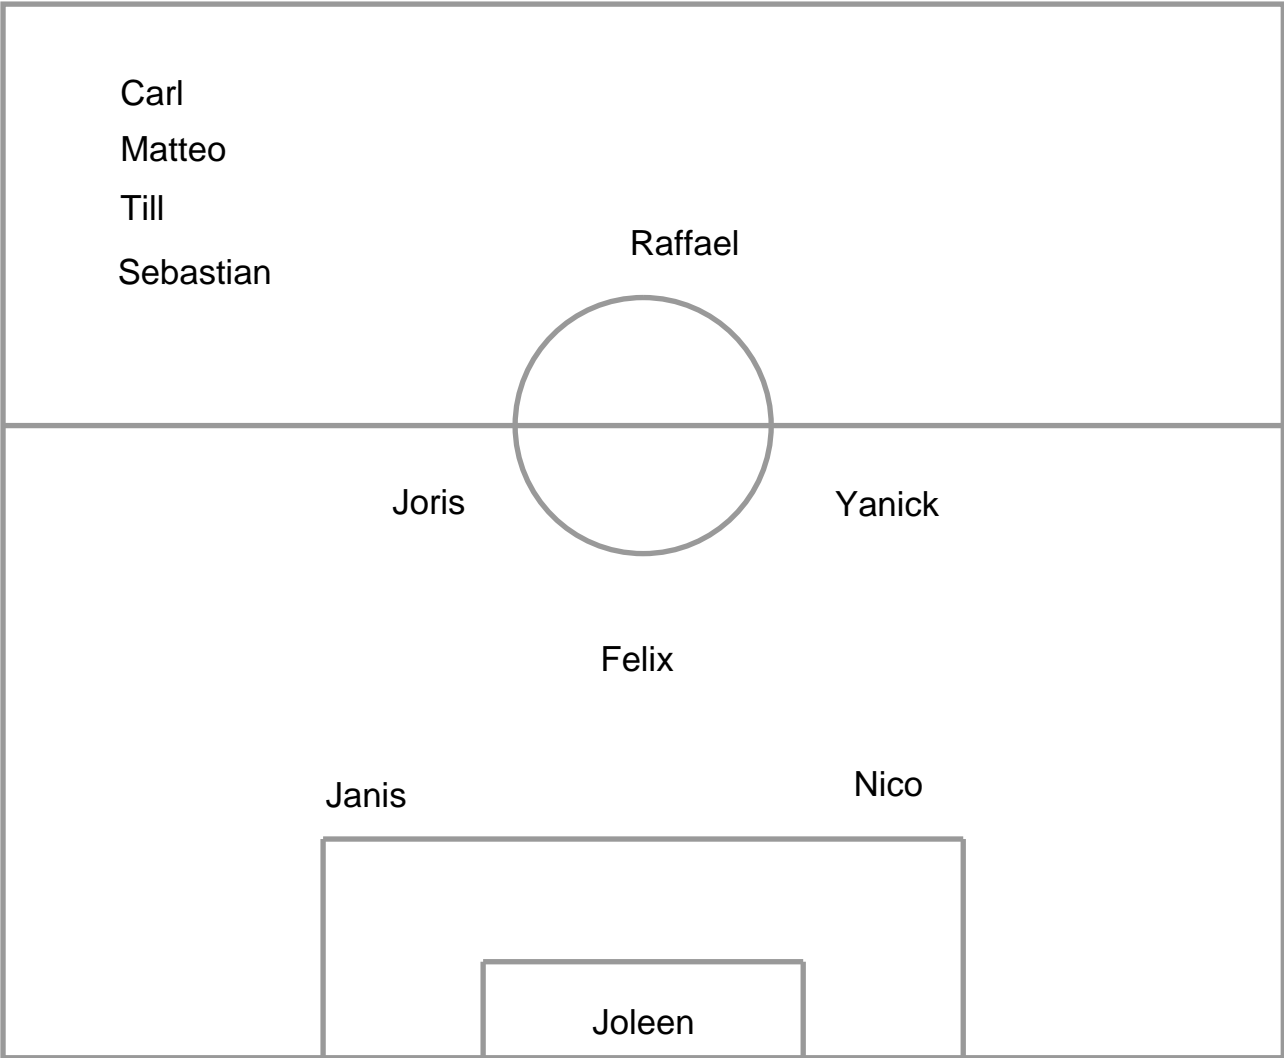 Carl
Matteo
Till
Raffael
Sebastian
Joris
Yanick
Felix
Nico
Janis
Joleen